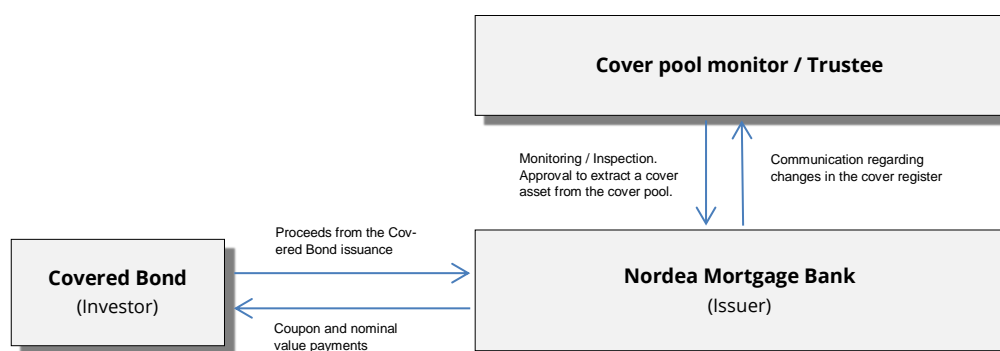 Cover pool monitor / Trustee
Monitoring / Inspection.
Approval to extract a cover
asset from the cover pool.
Communication regarding
changes in the cover register
Proceeds from the Cov-
ered Bond issuance
Covered Bond
(Investor)
Nordea Mortgage Bank
(Issuer)
Coupon and nominal
value payments